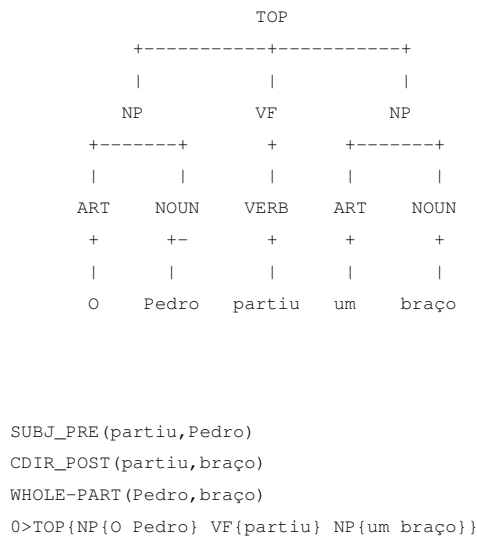 TOP
NP VF NP
ART NOUN VERB ART NOUN
O Pedro partiu um braço
SUBJ_PRE(partiu,Pedro)
CDIR_POST(partiu,braço)
WHOLE-PART(Pedro,braço)
0>TOP{NP{O Pedro} VF{partiu} NP{um braço}}